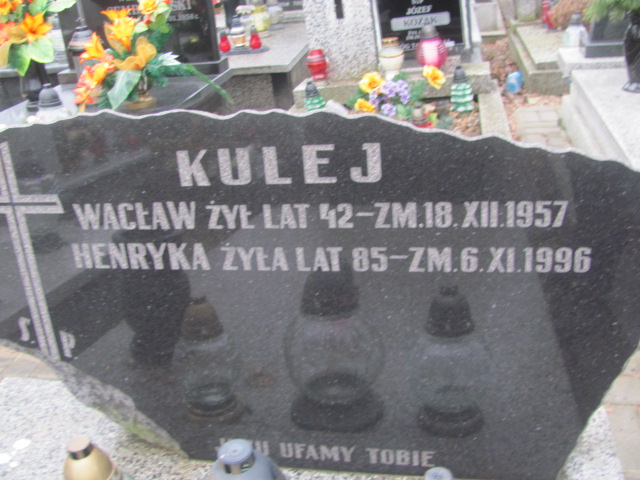 JÓZEF
KOZAK
KULEJ
WACŁAW ŻYŁ LAT 42-ZM.18.XII.1957
HENRYKA ŻYŁA LAT 85-ZM.6.XI.1996
Ś. P
UFAMY TOBIE